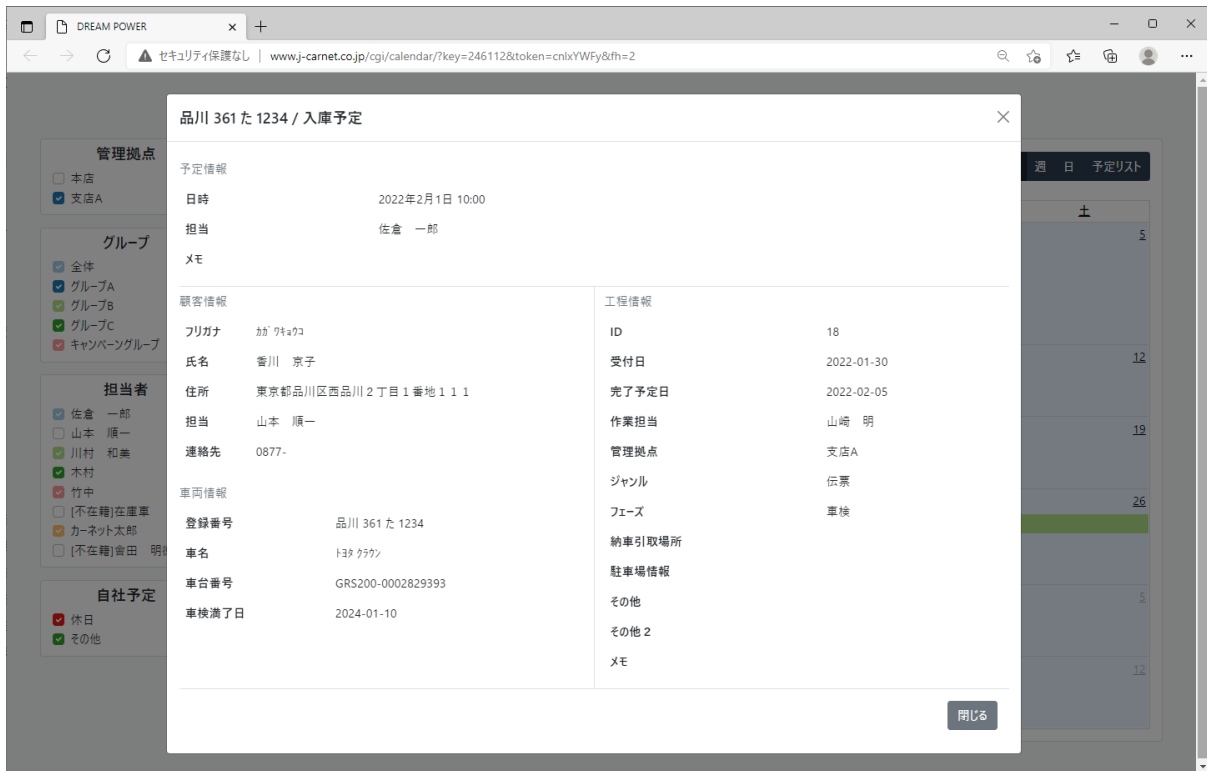 DREAM POWER
セキュリティ保護なし | www.j-carnet.co.jp/cgi/calendar/?key=246112&token=cnlxYWFy&fh=2
品川 361 た 1234 / 入庫予定
予定情報
日時 2022年2月1日 10:00
担当 佐倉 一郎
メモ
顧客情報
フリガナ ｶｶﾞﾜｷｮｳｺ
氏名 香川 京子
住所 東京都品川区西品川２丁目１番地１１１
担当 山本 順一
連絡先 0877-
車両情報
登録番号 品川 361 た 1234
車名 ﾄﾖﾀ ｸﾗｳﾝ
車台番号 GRS200-0002829393
車検満了日 2024-01-10
工程情報
ID 18
受付日 2022-01-30
完了予定日 2022-02-05
作業担当 山崎 明
管理拠点 支店A
ジャンル 伝票
フェーズ 車検
納車引取場所
駐車場情報
その他
その他２
メモ
閉じる
管理拠点
本店
支店A
グループ
全体
グループA
グループB
グループC
キャンペーングループ
担当者
佐倉 一郎
山本 順一
川村 和美
木村
竹中
[不在籍]在庫車
カーネット太郎
[不在籍]會田
自社予定
休日
その他
週 日 予定リスト
土
5
12
19
26
5
12